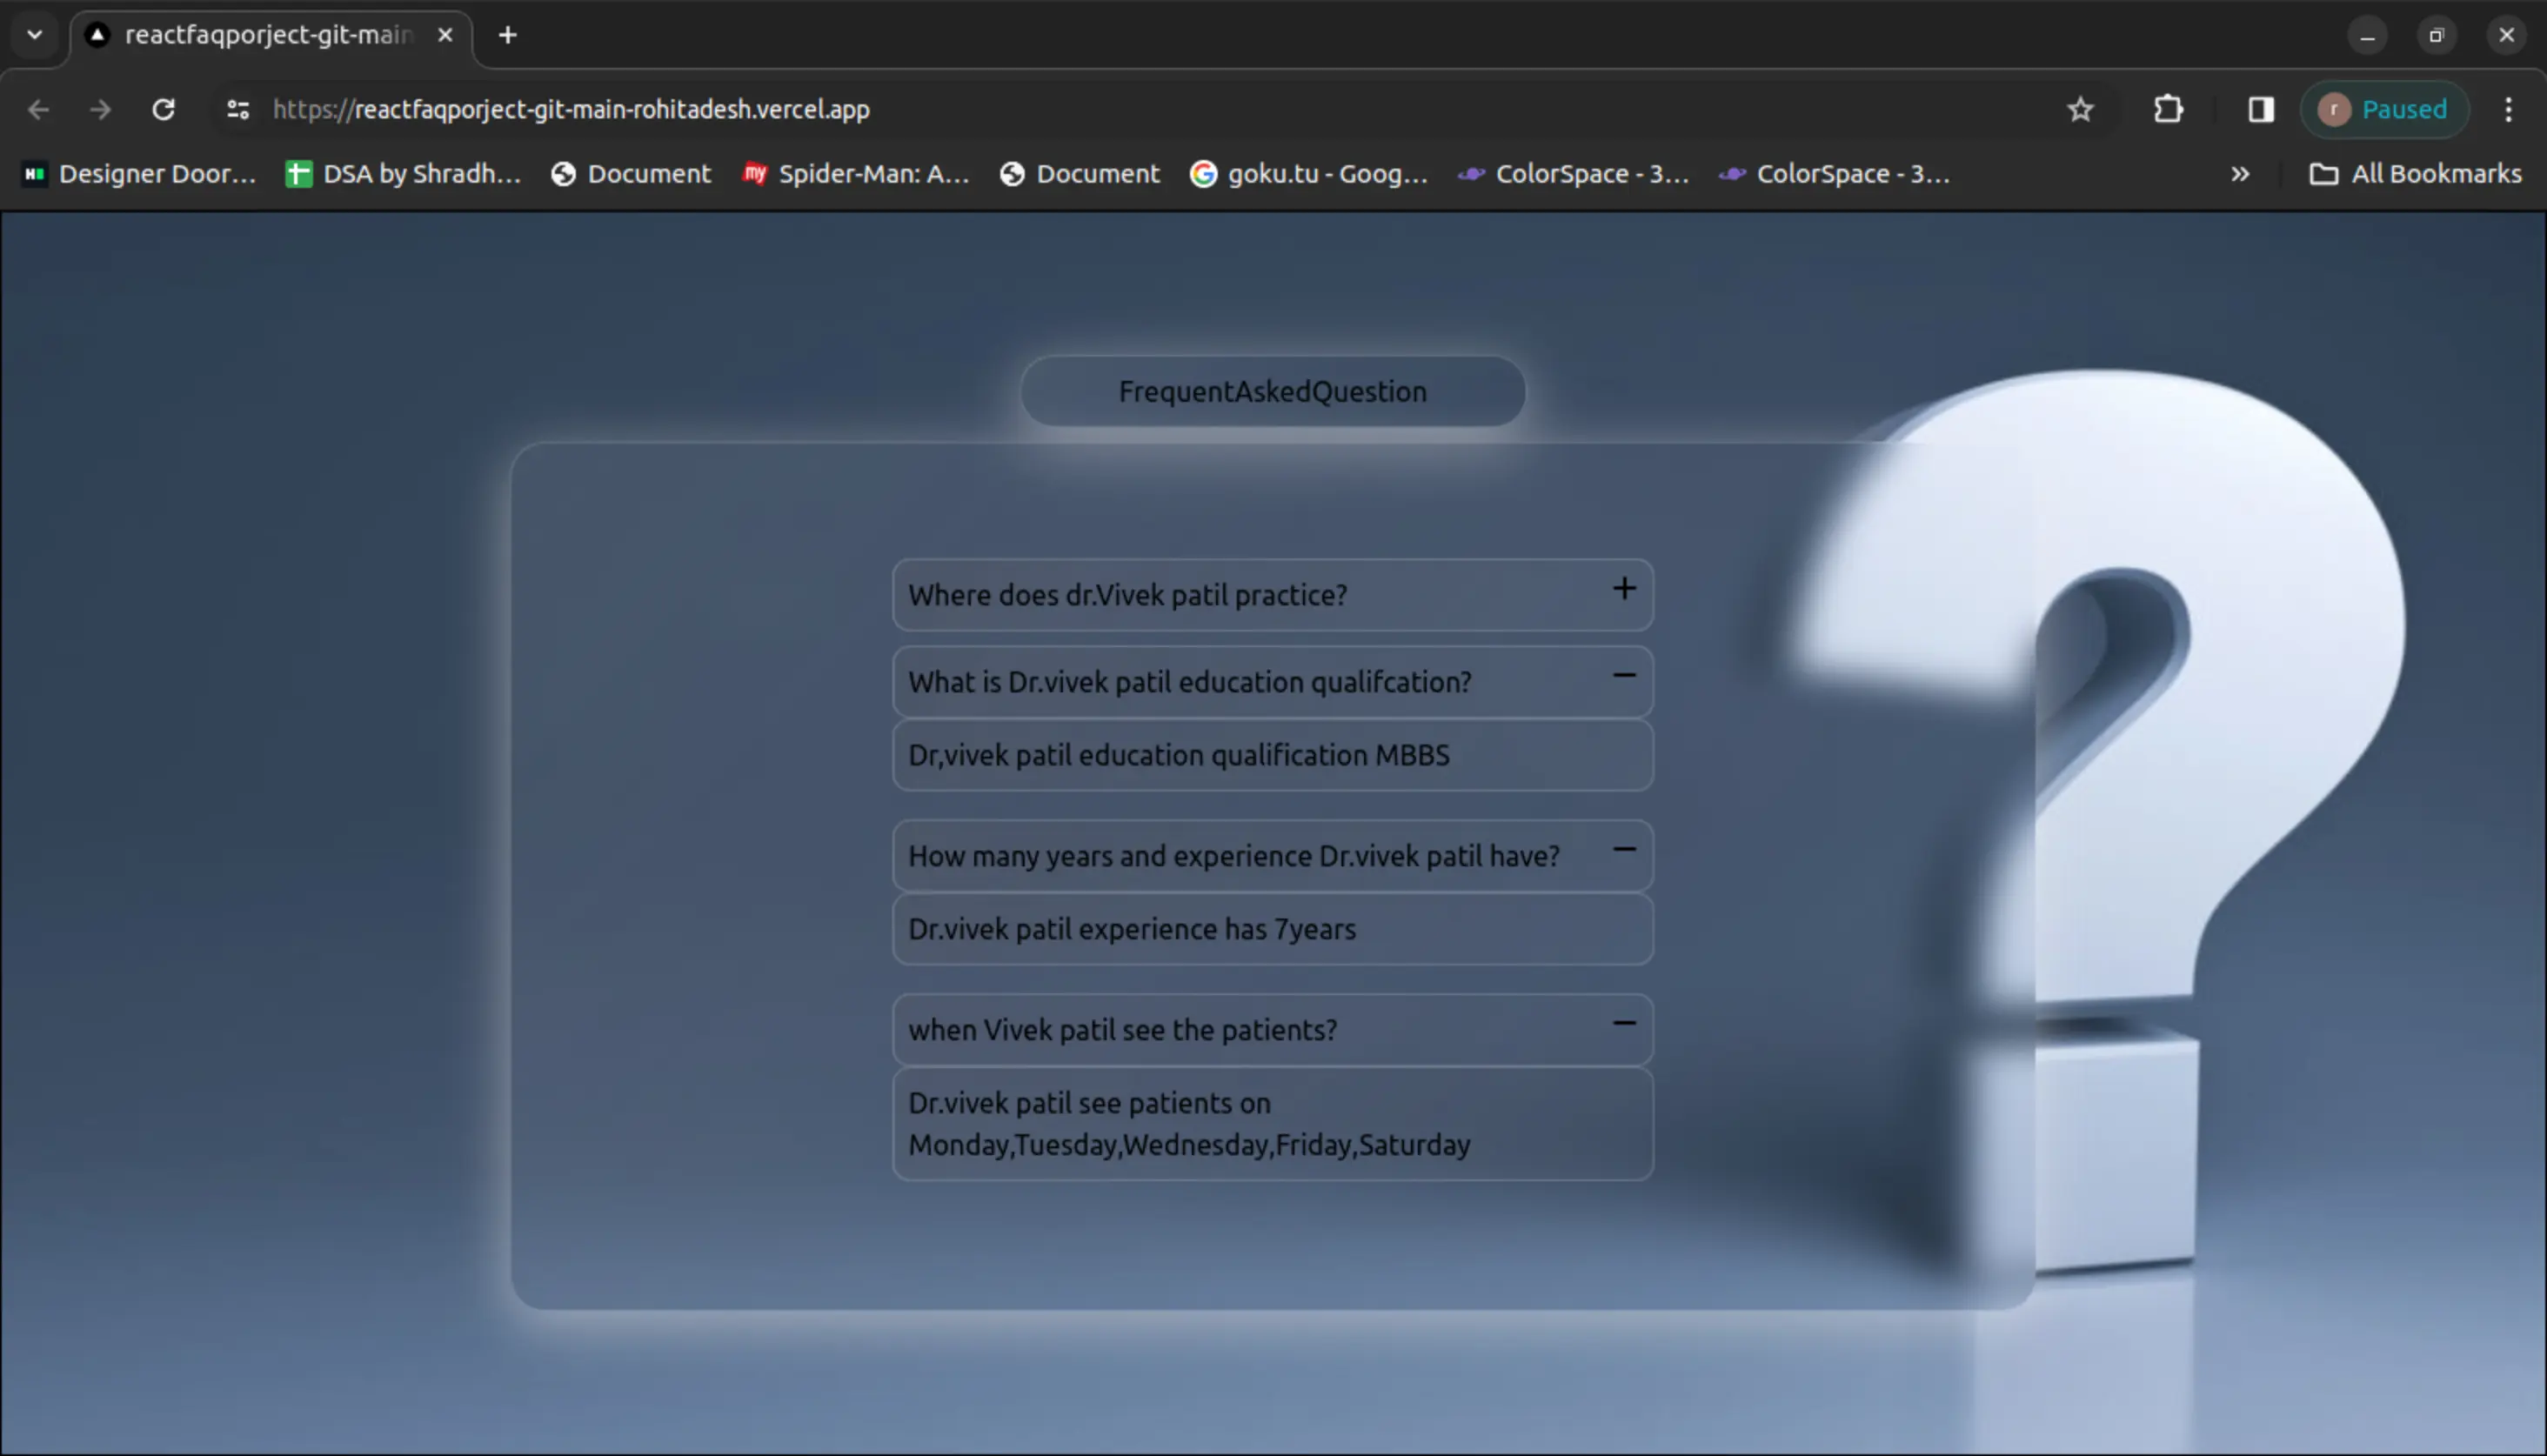 reactfaqporject-git-main
https://reactfaqporject-git-main-rohitadesh.vercel.app
r Paused
Designer Door... DSA by Shradh... Document my Spider-Man: A... Document goku.tu - Goog... ColorSpace - 3... ColorSpace - 3... » All Bookmarks
FrequentAskedQuestion
Where does dr.Vivek patil practice? +
What is Dr.vivek patil education qualifcation? −
Dr,vivek patil education qualification MBBS
How many years and experience Dr.vivek patil have? −
Dr.vivek patil experience has 7years
when Vivek patil see the patients? −
Dr.vivek patil see patients on
Monday,Tuesday,Wednesday,Friday,Saturday